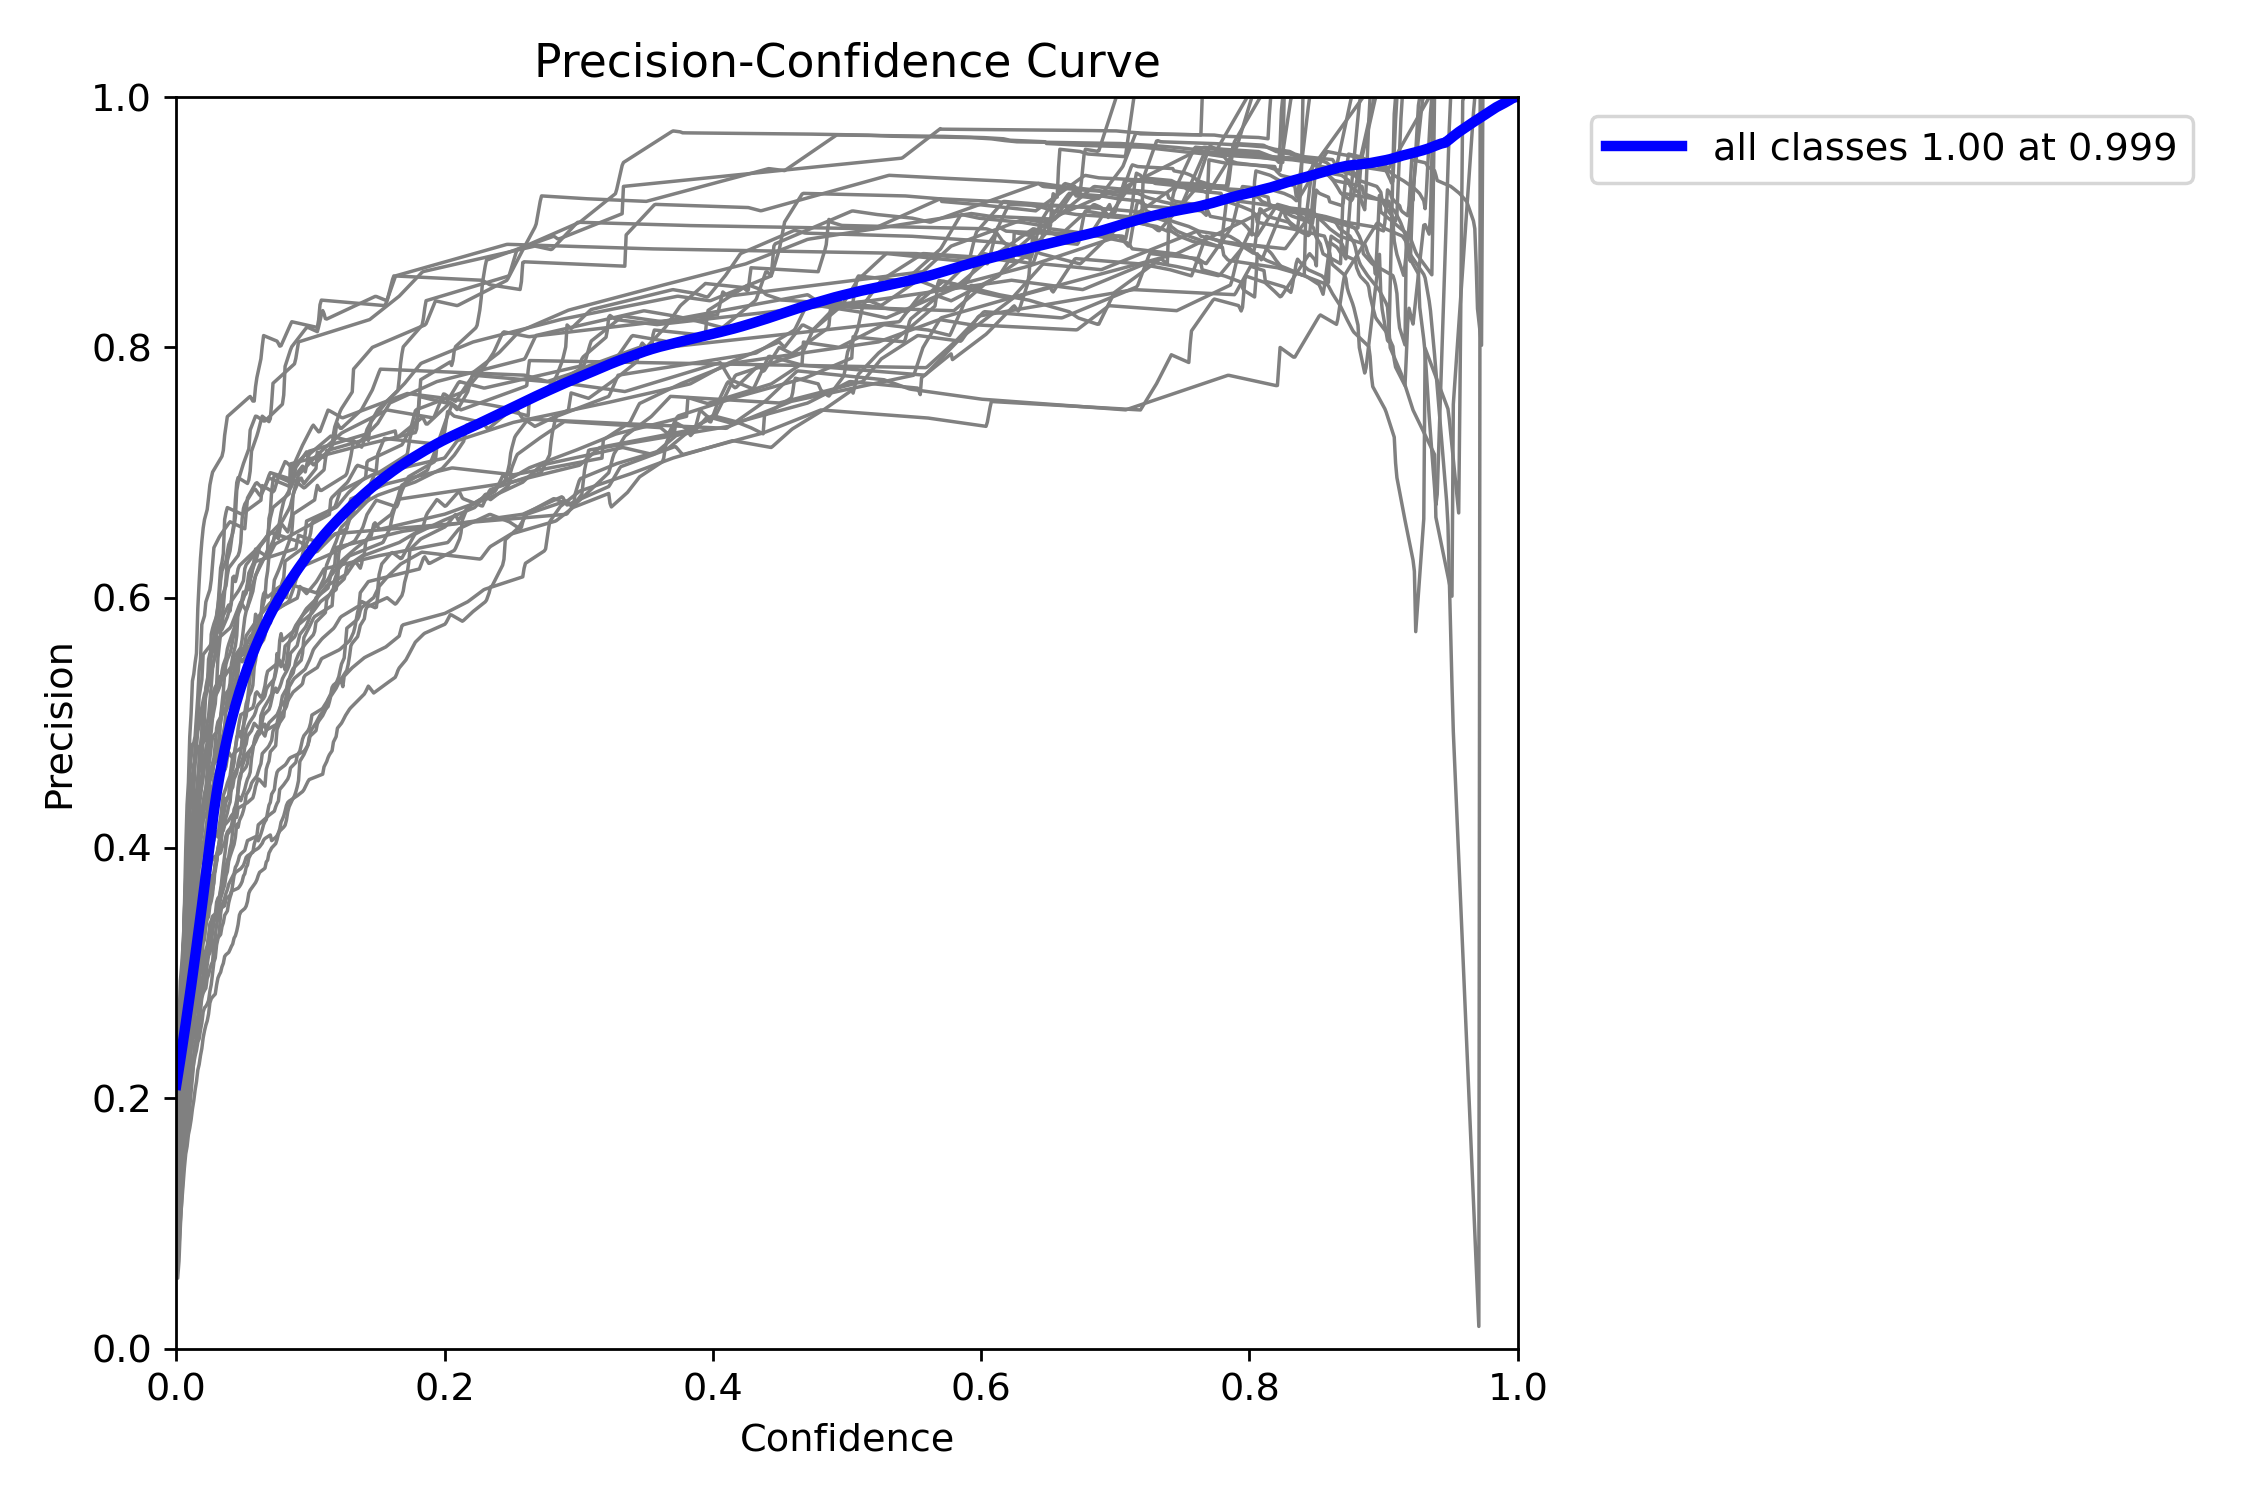 Precision-Confidence Curve
all classes 1.00 at 0.999
1.0
0.8
0.6
0.4
0.2
0.0
Precision
0.0 0.2 0.4 0.6 0.8 1.0
Confidence